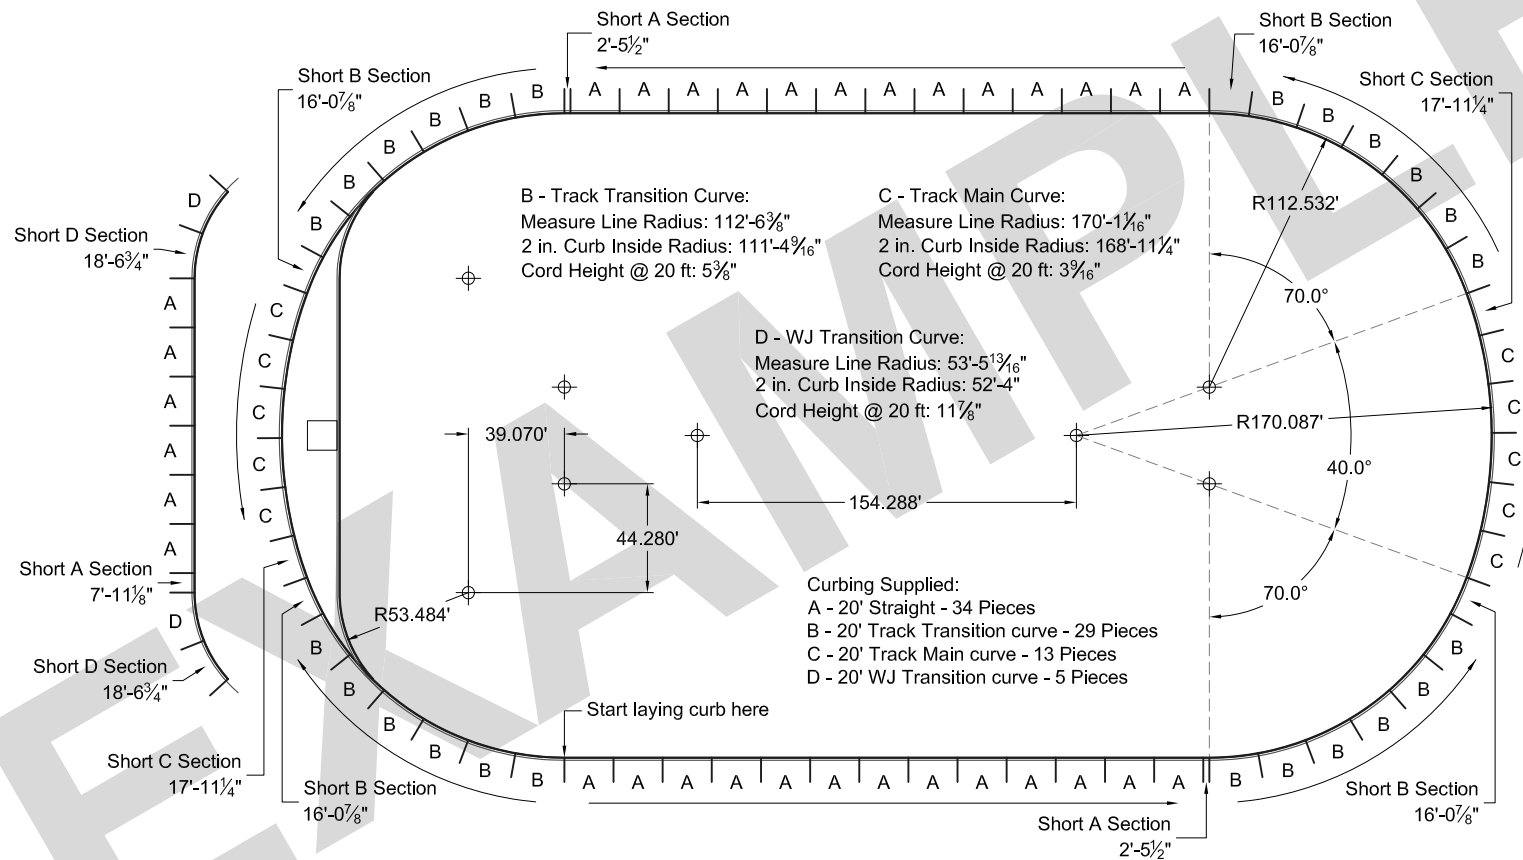 Short A Section
2'-5½"
Short B Section
16'-0⅞"
Short B Section
16'-0⅞"
Short C Section
17'-11¼"
B B B B B B
A A A A A A A A A A A A A
B B B B B
D
Short D Section
18'-6¾"
A
A
A
A
A
A
Short A Section
7'-11⅛"
D
Short D Section
18'-6¾"
C
C
C
C
C
B - Track Transition Curve:
Measure Line Radius: 112'-6⅜"
2 in. Curb Inside Radius: 111'-49⁄16"
Cord Height @ 20 ft: 5⅜"
C - Track Main Curve:
Measure Line Radius: 170'-1 1⁄16"
2 in. Curb Inside Radius: 168'-11¼"
Cord Height @ 20 ft: 3 9⁄16"
R112.532'
70.0°
D - WJ Transition Curve:
Measure Line Radius: 53'-5 13⁄16"
2 in. Curb Inside Radius: 52'-4"
Cord Height @ 20 ft: 11⅞"
C
C
C
C
C
39.070'
R170.087'
40.0°
154.288'
44.280'
70.0°
R53.484'
Curbing Supplied:
A - 20' Straight - 34 Pieces
B - 20' Track Transition curve - 29 Pieces
C - 20' Track Main curve - 13 Pieces
D - 20' WJ Transition curve - 5 Pieces
Start laying curb here
Short C Section
17'-11¼"
Short B Section
16'-0⅞"
B B B B B B
A A A A A A A A A A A A A
B B B B B B
Short A Section
2'-5½"
Short B Section
16'-0⅞"
EXAMPLE